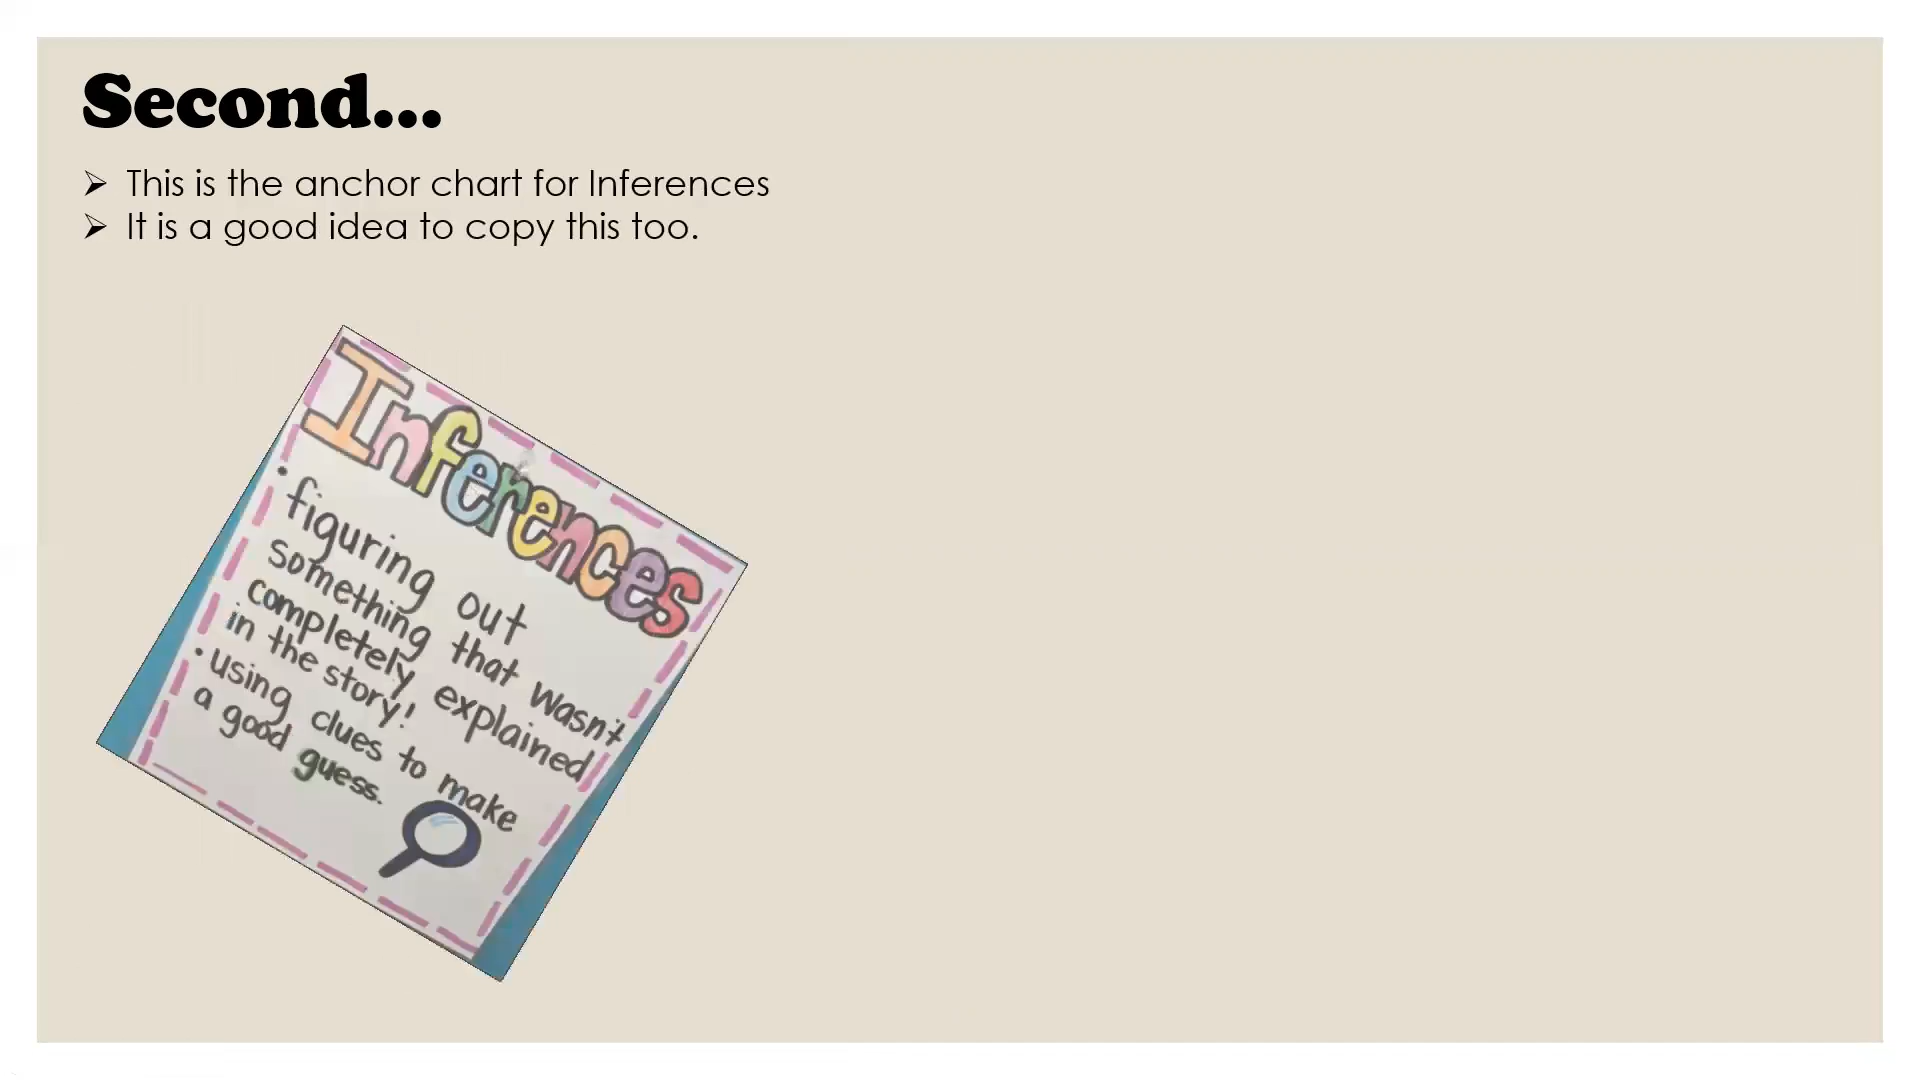 Second...
➢ This is the anchor chart for Inferences
➢ It is a good idea to copy this too.
Inferences
• figuring out
something that wasn't
completely explained
in the story!
• using clues to make
a good guess.